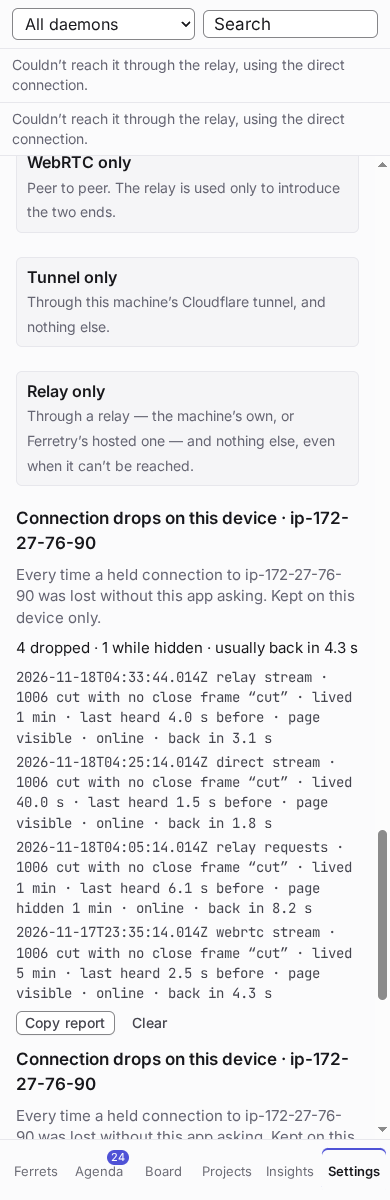 All daemons
Search
Couldn’t reach it through the relay, using the direct
connection.
Couldn’t reach it through the relay, using the direct
connection.
WebRTC only
Peer to peer. The relay is used only to introduce
the two ends.
Tunnel only
Through this machine’s Cloudflare tunnel, and
nothing else.
Relay only
Through a relay — the machine’s own, or
Ferretry’s hosted one — and nothing else, even
when it can’t be reached.
Connection drops on this device · ip-172-
27-76-90
Every time a held connection to ip-172-27-76-
90 was lost without this app asking. Kept on this
device only.
4 dropped · 1 while hidden · usually back in 4.3 s
2026-11-18T04:33:44.014Z relay stream ·
1006 cut with no close frame “cut” · lived
1 min · last heard 4.0 s before · page
visible · online · back in 3.1 s
2026-11-18T04:25:14.014Z direct stream ·
1006 cut with no close frame “cut” · lived
40.0 s · last heard 1.5 s before · page
visible · online · back in 1.8 s
2026-11-18T04:05:14.014Z relay requests ·
1006 cut with no close frame “cut” · lived
1 min · last heard 6.1 s before · page
hidden 1 min · online · back in 8.2 s
2026-11-17T23:35:14.014Z webrtc stream ·
1006 cut with no close frame “cut” · lived
5 min · last heard 2.5 s before · page
visible · online · back in 4.3 s
Copy report
Clear
Connection drops on this device · ip-172-
27-76-90
Every time a held connection to ip-172-27-76-
90 was lost without this app asking. Kept on this
24
Ferrets
Agenda
Board
Projects
Insights
Settings